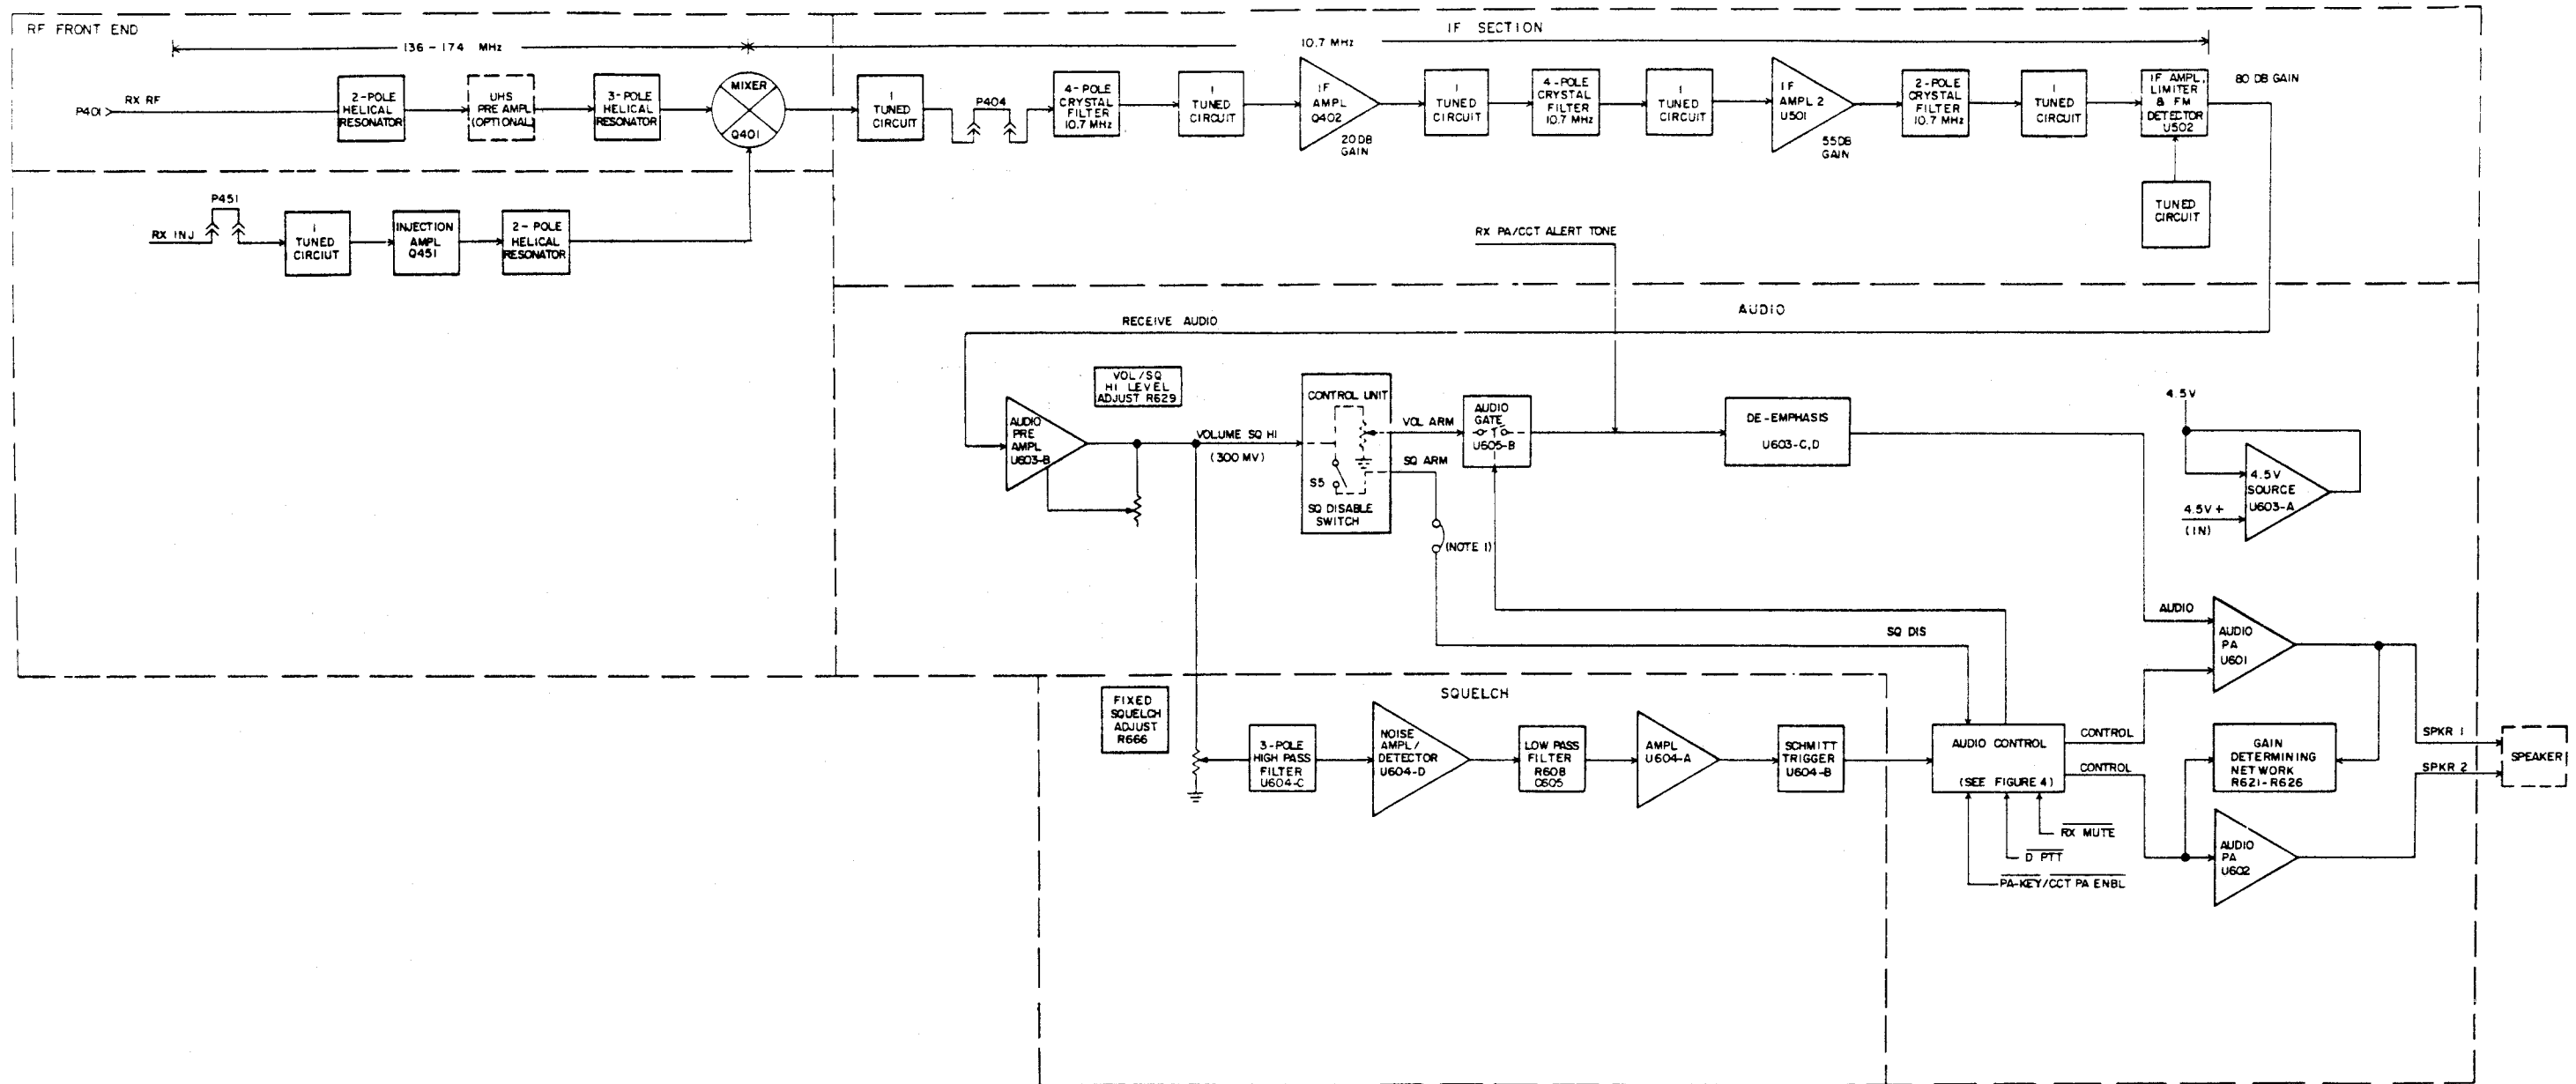 RF FRONT END
136 - 174 MHz
P401
RX RF
2-POLE
HELICAL
RESONATOR
UHS
PRE AMPL
(OPTIONAL)
3-POLE
HELICAL
RESONATOR
MIXER
Q401
RX INJ
P451
1
TUNED
CIRCIUT
INJECTION
AMPL
Q451
2- POLE
HELICAL
RESONATOR
IF SECTION
10.7 MHz
1
TUNED
CIRCUIT
P404
4-POLE
CRYSTAL
FILTER
10.7 MHz
1
TUNED
CIRCUIT
IF
AMPL
Q402
20DB
GAIN
1
TUNED
CIRCUIT
4-POLE
CRYSTAL
FILTER
10.7 MHz
1
TUNED
CIRCUIT
IF
AMPL 2
U501
55DB
GAIN
2-POLE
CRYSTAL
FILTER
10.7 MHz
1
TUNED
CIRCUIT
IF AMPL,
LIMITER
& FM
DETECTOR
U502
80 DB GAIN
TUNED
CIRCUIT
RX PA/CCT ALERT TONE
AUDIO
RECEIVE AUDIO
AUDIO
PRE
AMPL
U603-B
VOL/SQ
HI LEVEL
ADJUST R629
VOLUME SQ HI
(300 MV)
CONTROL UNIT
S5
SQ DISABLE
SWITCH
VOL ARM
SQ ARM
(NOTE 1)
AUDIO
GATE
U605-B
DE-EMPHASIS
U603-C,D
4.5V
4.5V
SOURCE
U603-A
4.5V +
(IN)
SQ DIS
AUDIO
AUDIO
PA
U601
SQUELCH
FIXED
SQUELCH
ADJUST
R666
3-POLE
HIGH PASS
FILTER
U604-C
NOISE
AMPL/
DETECTOR
U604-D
LOW PASS
FILTER
R608
C605
AMPL
U604-A
SCHMITT
TRIGGER
U604-B
AUDIO CONTROL
(SEE FIGURE 4)
CONTROL
CONTROL
GAIN
DETERMINING
NETWORK
R621-R626
SPKR 1
SPKR 2
SPEAKER
RX MUTE
D PTT
PA-KEY/CCT PA ENBL
AUDIO
PA
U602